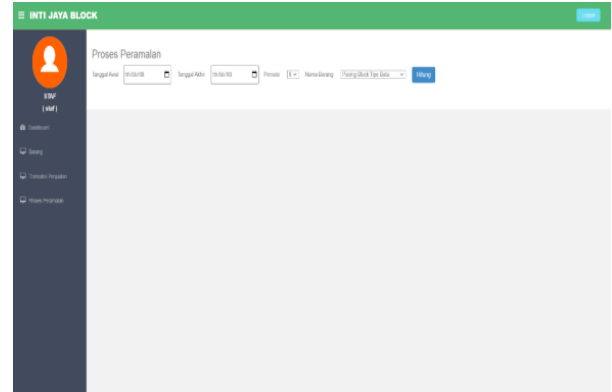 ≡ INTI JAYA BLOCK
Logout
Proses Peramalan
Tanggal Awal Tanggal Akhir Periode Nama Barang Paving Block Tipe Bata Hitung
STAF
( staf )
Dashboard
Barang
Transaksi Penjualan
Proses Peramalan